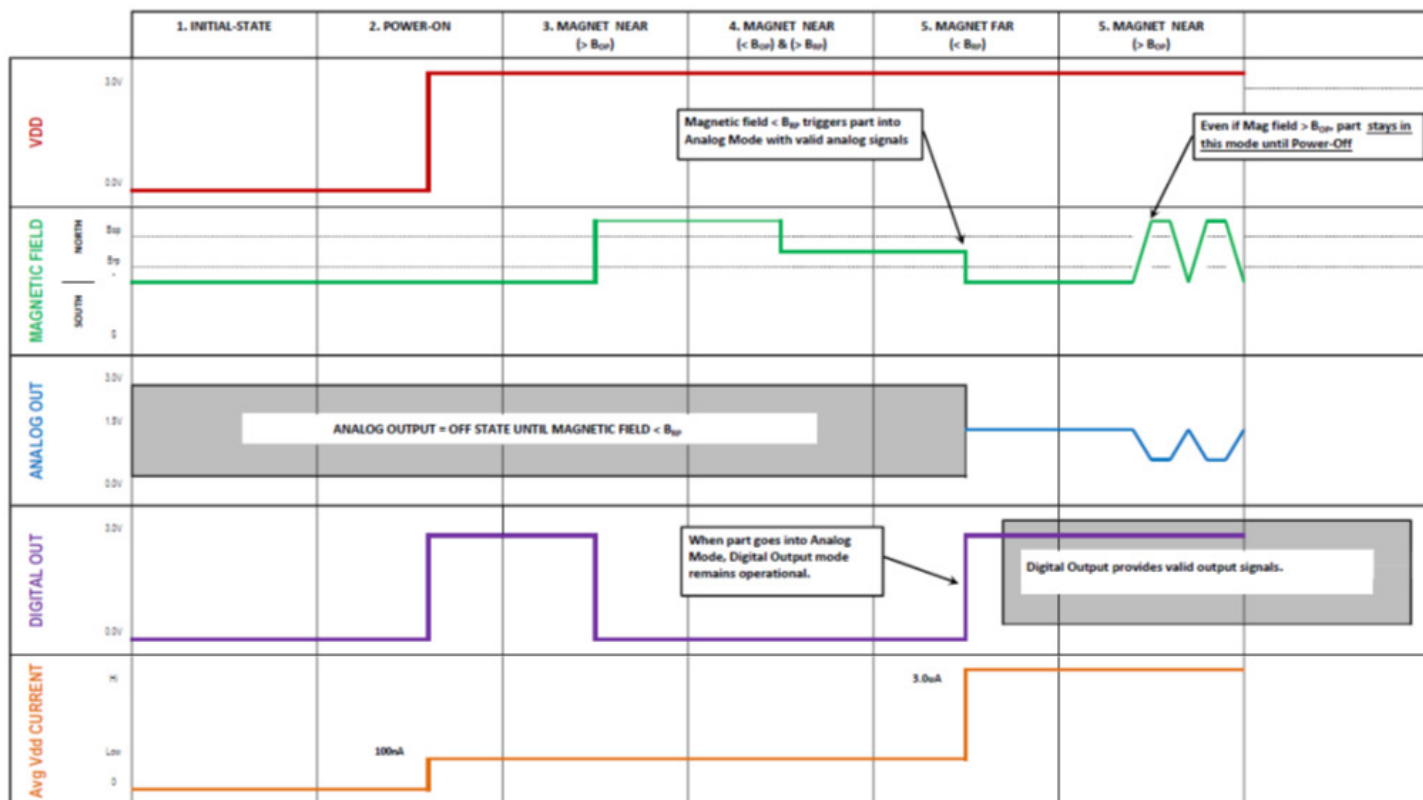 1. INITIAL-STATE
2. POWER-ON
3. MAGNET NEAR
(> BOP)
4. MAGNET NEAR
(< BOP) & (> BRP)
5. MAGNET FAR
(< BRP)
5. MAGNET NEAR
(> BOP)
VDD
3.0V
0.0V
Magnetic field < BRP triggers part into
Analog Mode with valid analog signals
Even if Mag field > BOP, part stays in
this mode until Power-Off
MAGNETIC FIELD
NORTH
SOUTH
Bop
Brp
ANALOG OUT
3.0V
0.0V
ANALOG OUTPUT = OFF STATE UNTIL MAGNETIC FIELD < BRP
DIGITAL OUT
3.0V
0.0V
When part goes into Analog
Mode, Digital Output mode
remains operational.
Digital Output provides valid output signals.
Avg Vdd CURRENT
Hi
Low
0
100nA
3.0uA